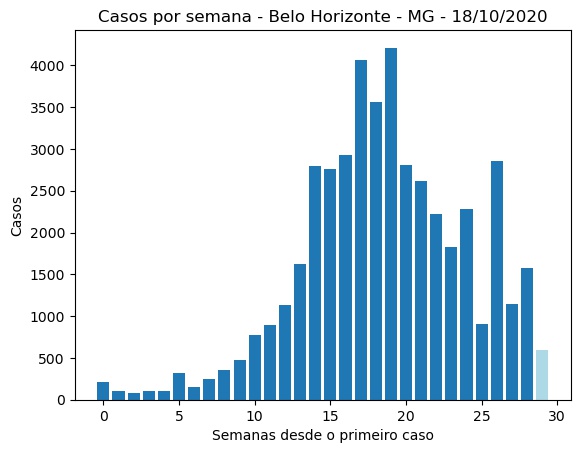 Casos por semana - Belo Horizonte - MG - 18/10/2020
Casos
4000
3500
3000
2500
2000
1500
1000
500
0
0 5 10 15 20 25 30
Semanas desde o primeiro caso